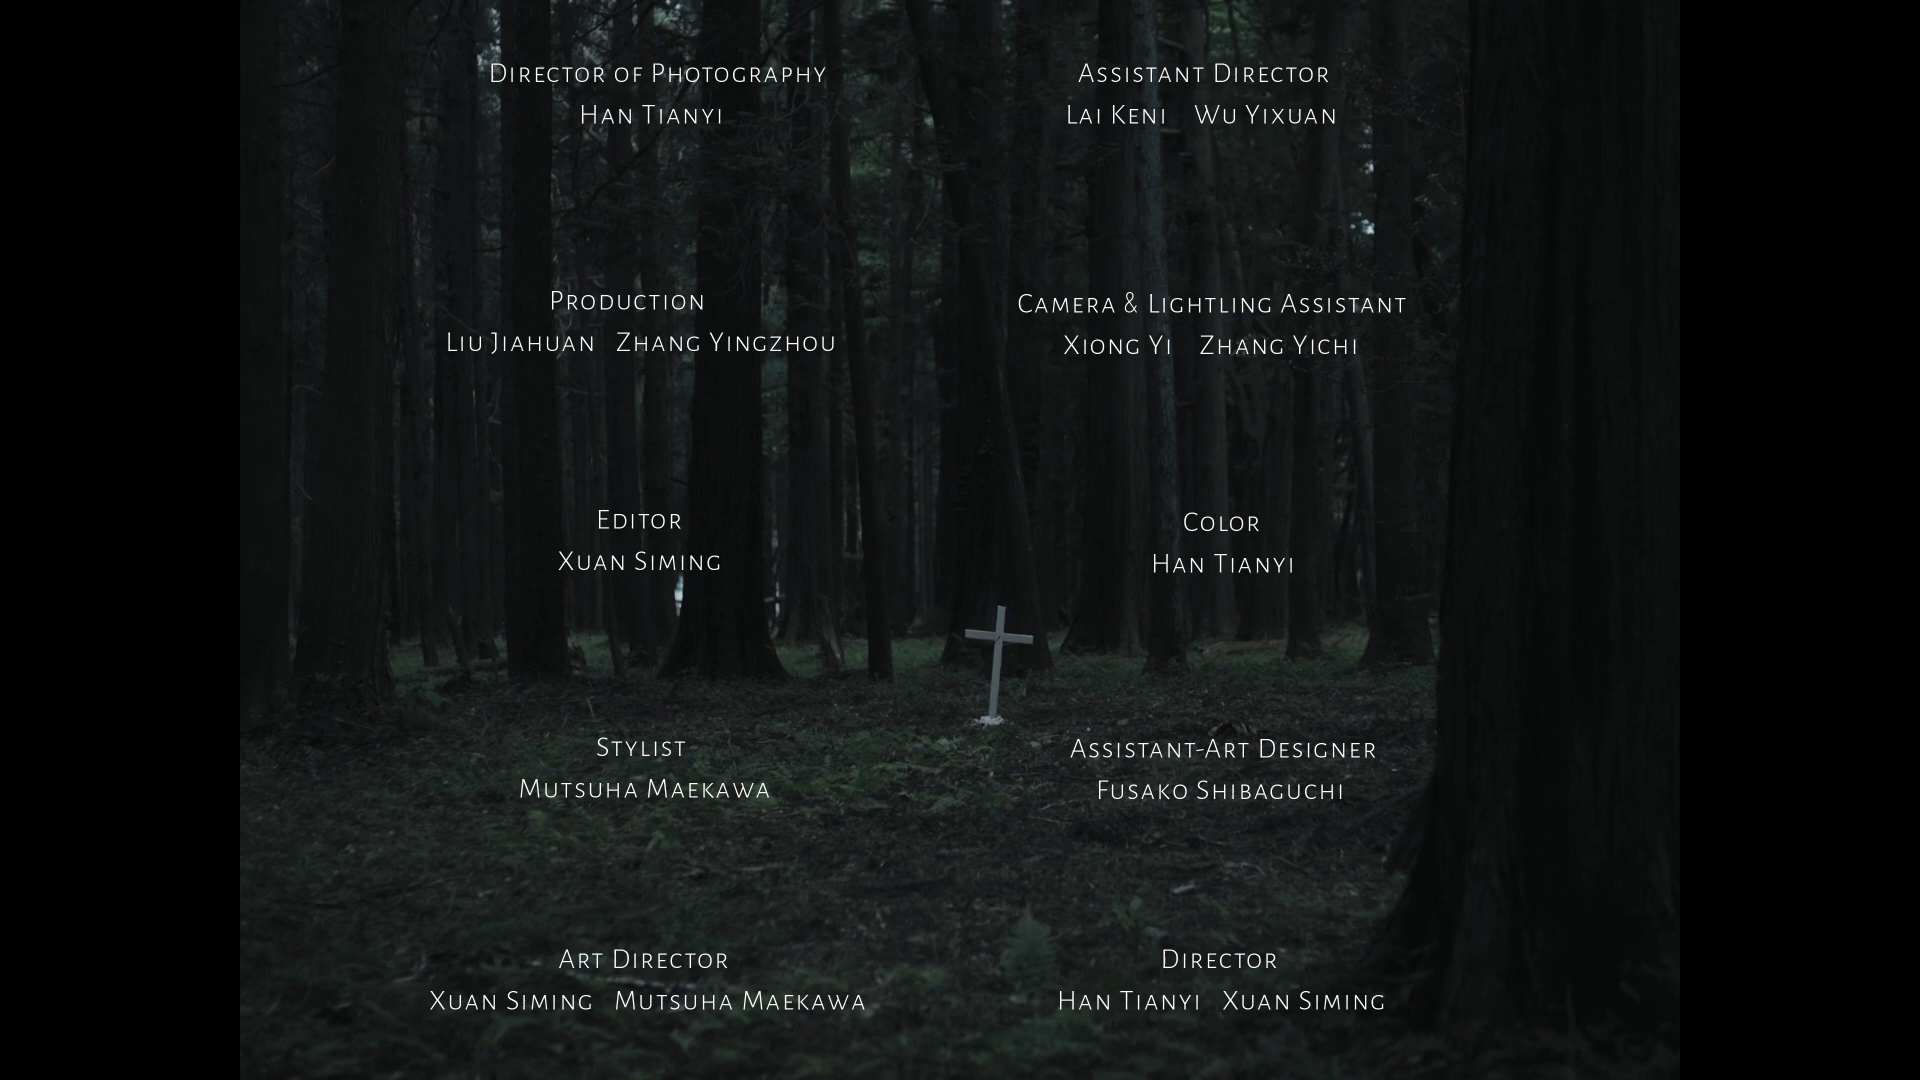 Director of Photography
Han Tianyi
Assistant Director
Lai Keni Wu Yixuan
Production
Liu Jiahuan Zhang Yingzhou
Camera & Lightling Assistant
Xiong Yi Zhang Yichi
Editor
Xuan Siming
Color
Han Tianyi
Stylist
Mutsuha Maekawa
Assistant-Art Designer
Fusako Shibaguchi
Art Director
Xuan Siming Mutsuha Maekawa
Director
Han Tianyi Xuan Siming